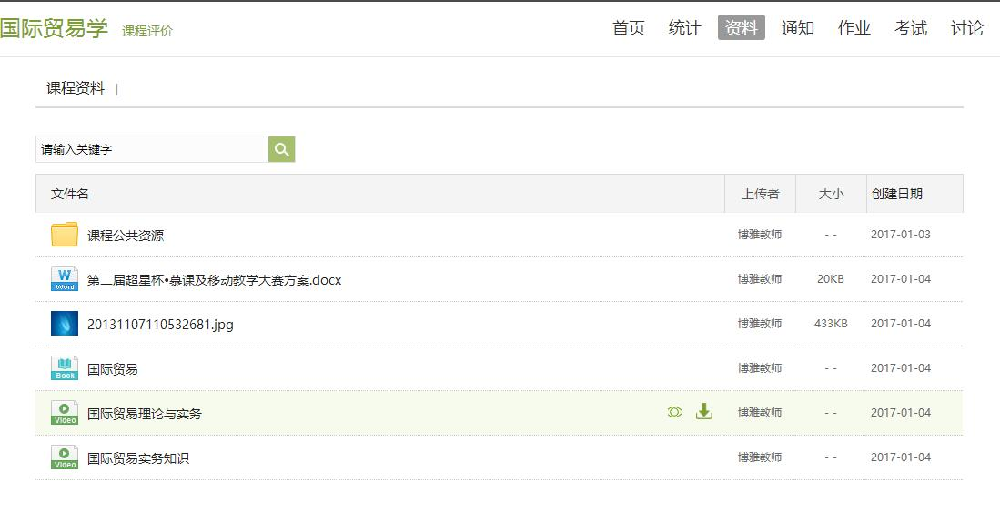 国际贸易学 课程评价 首页 统计 资料 通知 作业 考试 讨论
课程资料 |
请输入关键字
文件名 上传者 大小 创建日期
课程公共资源 博雅教师 - - 2017-01-03
Word 第二届超星杯•慕课及移动教学大赛方案.docx 博雅教师 20KB 2017-01-04
20131107110532681.jpg 博雅教师 433KB 2017-01-04
Book 国际贸易 博雅教师 - - 2017-01-04
Video 国际贸易理论与实务 博雅教师 - - 2017-01-04
Video 国际贸易实务知识 博雅教师 - - 2017-01-04